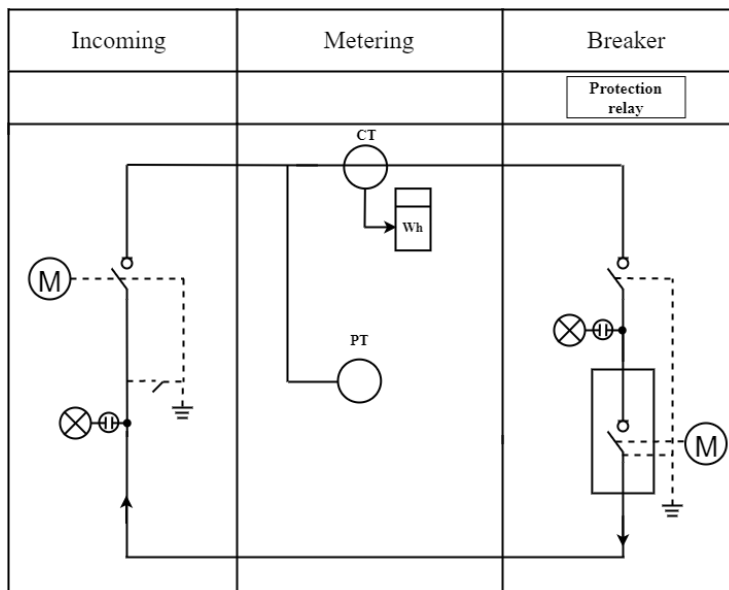 Incoming
Metering
Breaker
Protection
relay
CT
Wh
M
PT
M